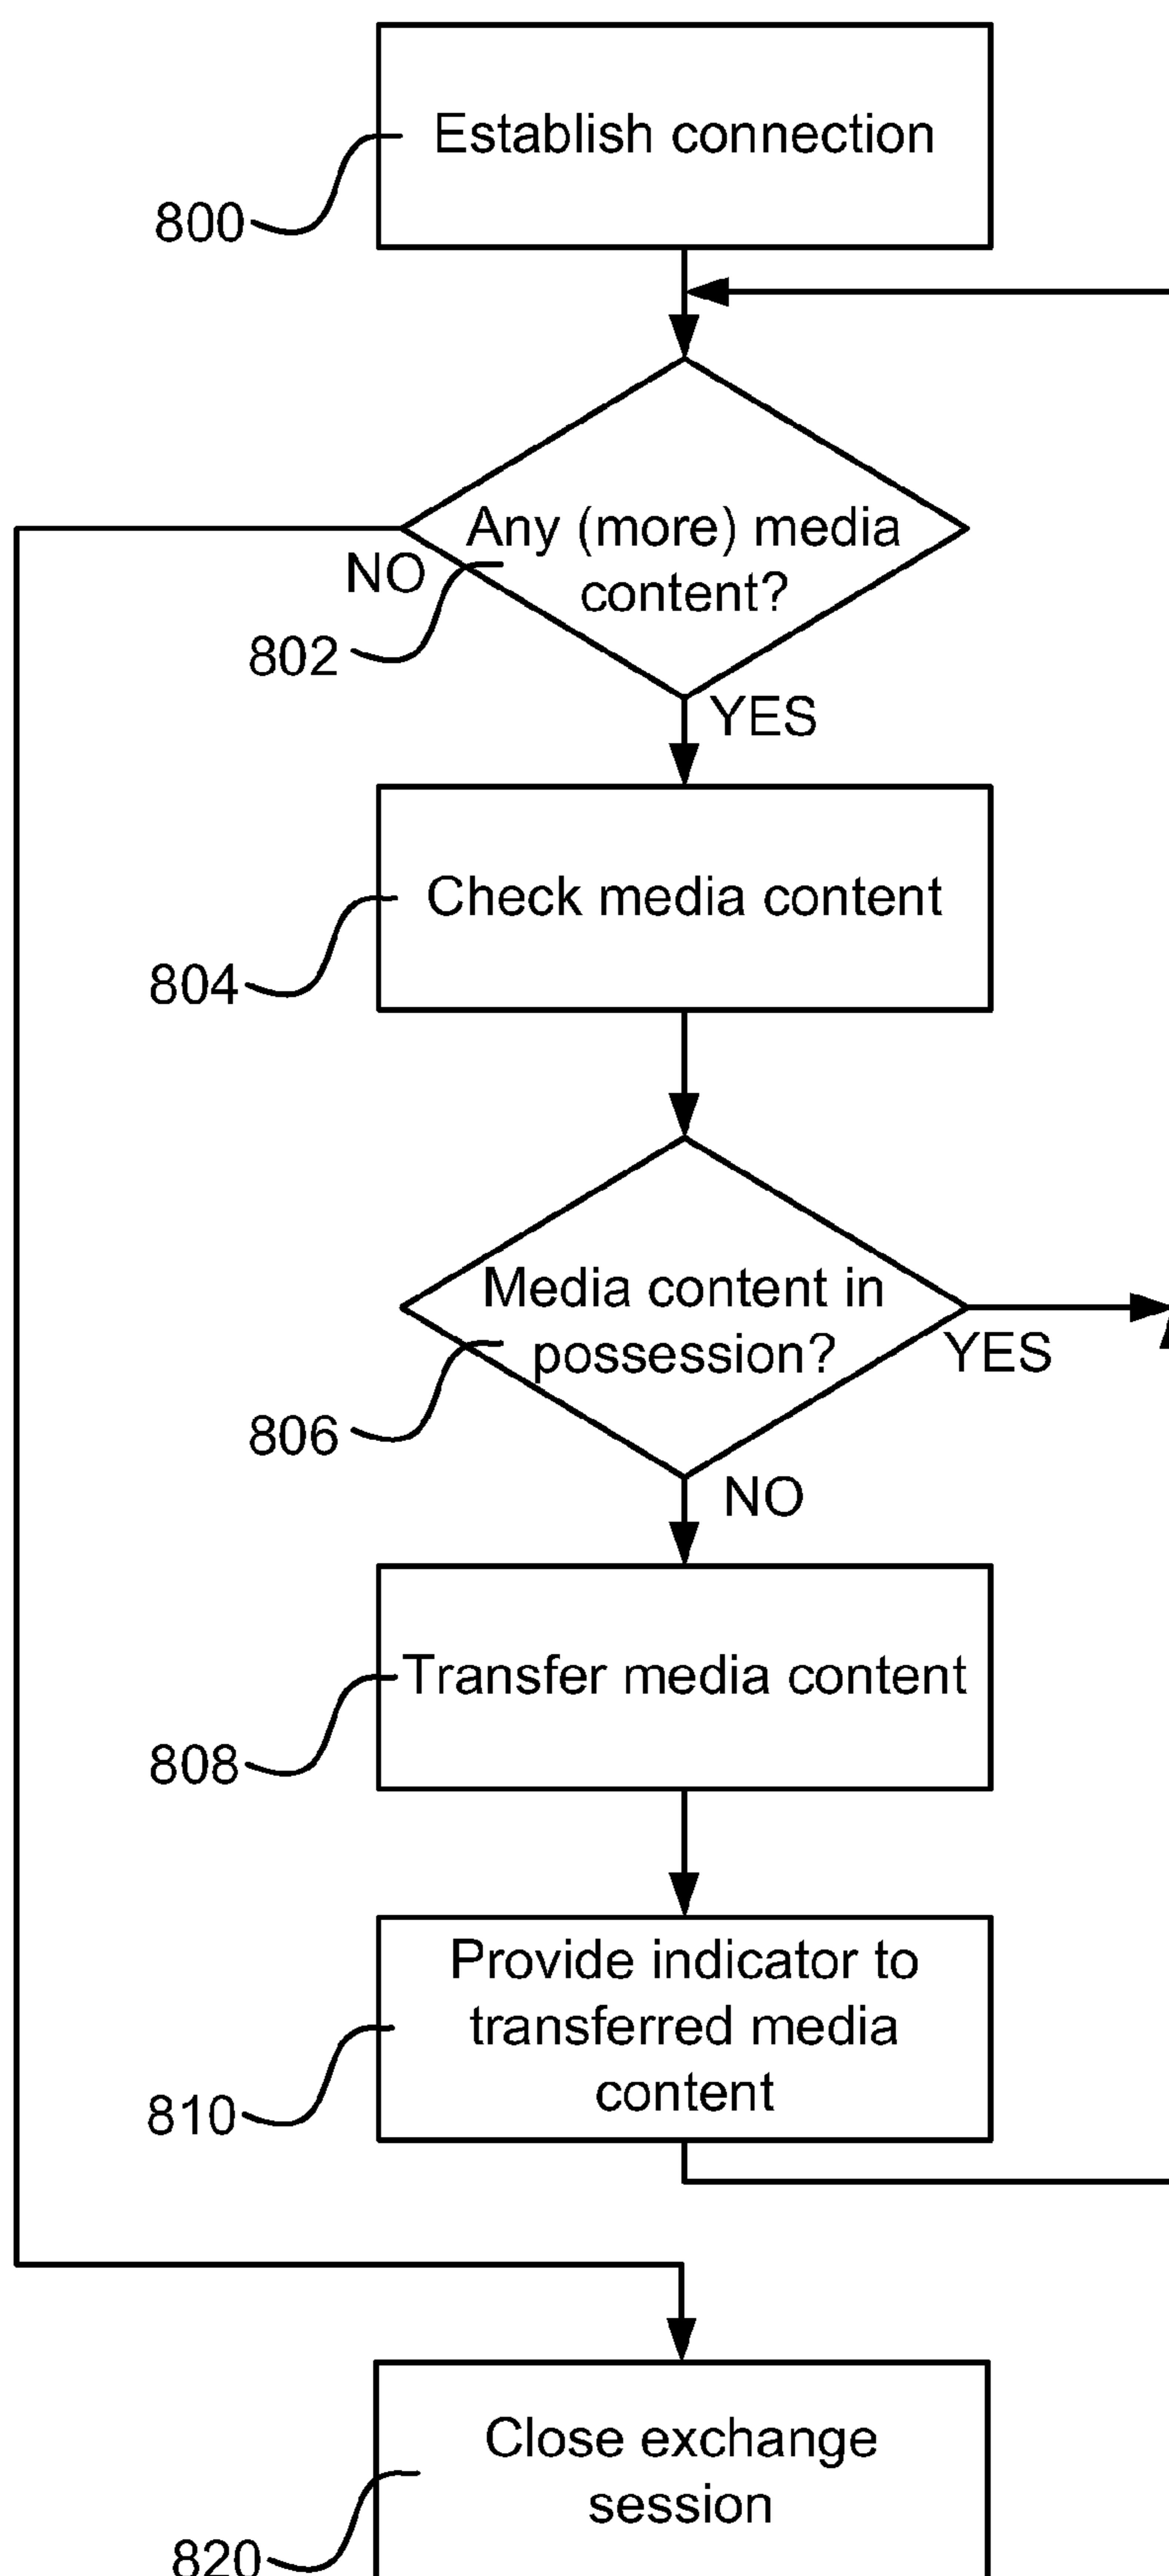 Establish connection
800
Any (more) media
content?
NO
802
YES
Check media content
804
Media content in
possession?
YES
806
NO
Transfer media content
808
Provide indicator to
transferred media
content
810
Close exchange
session
820